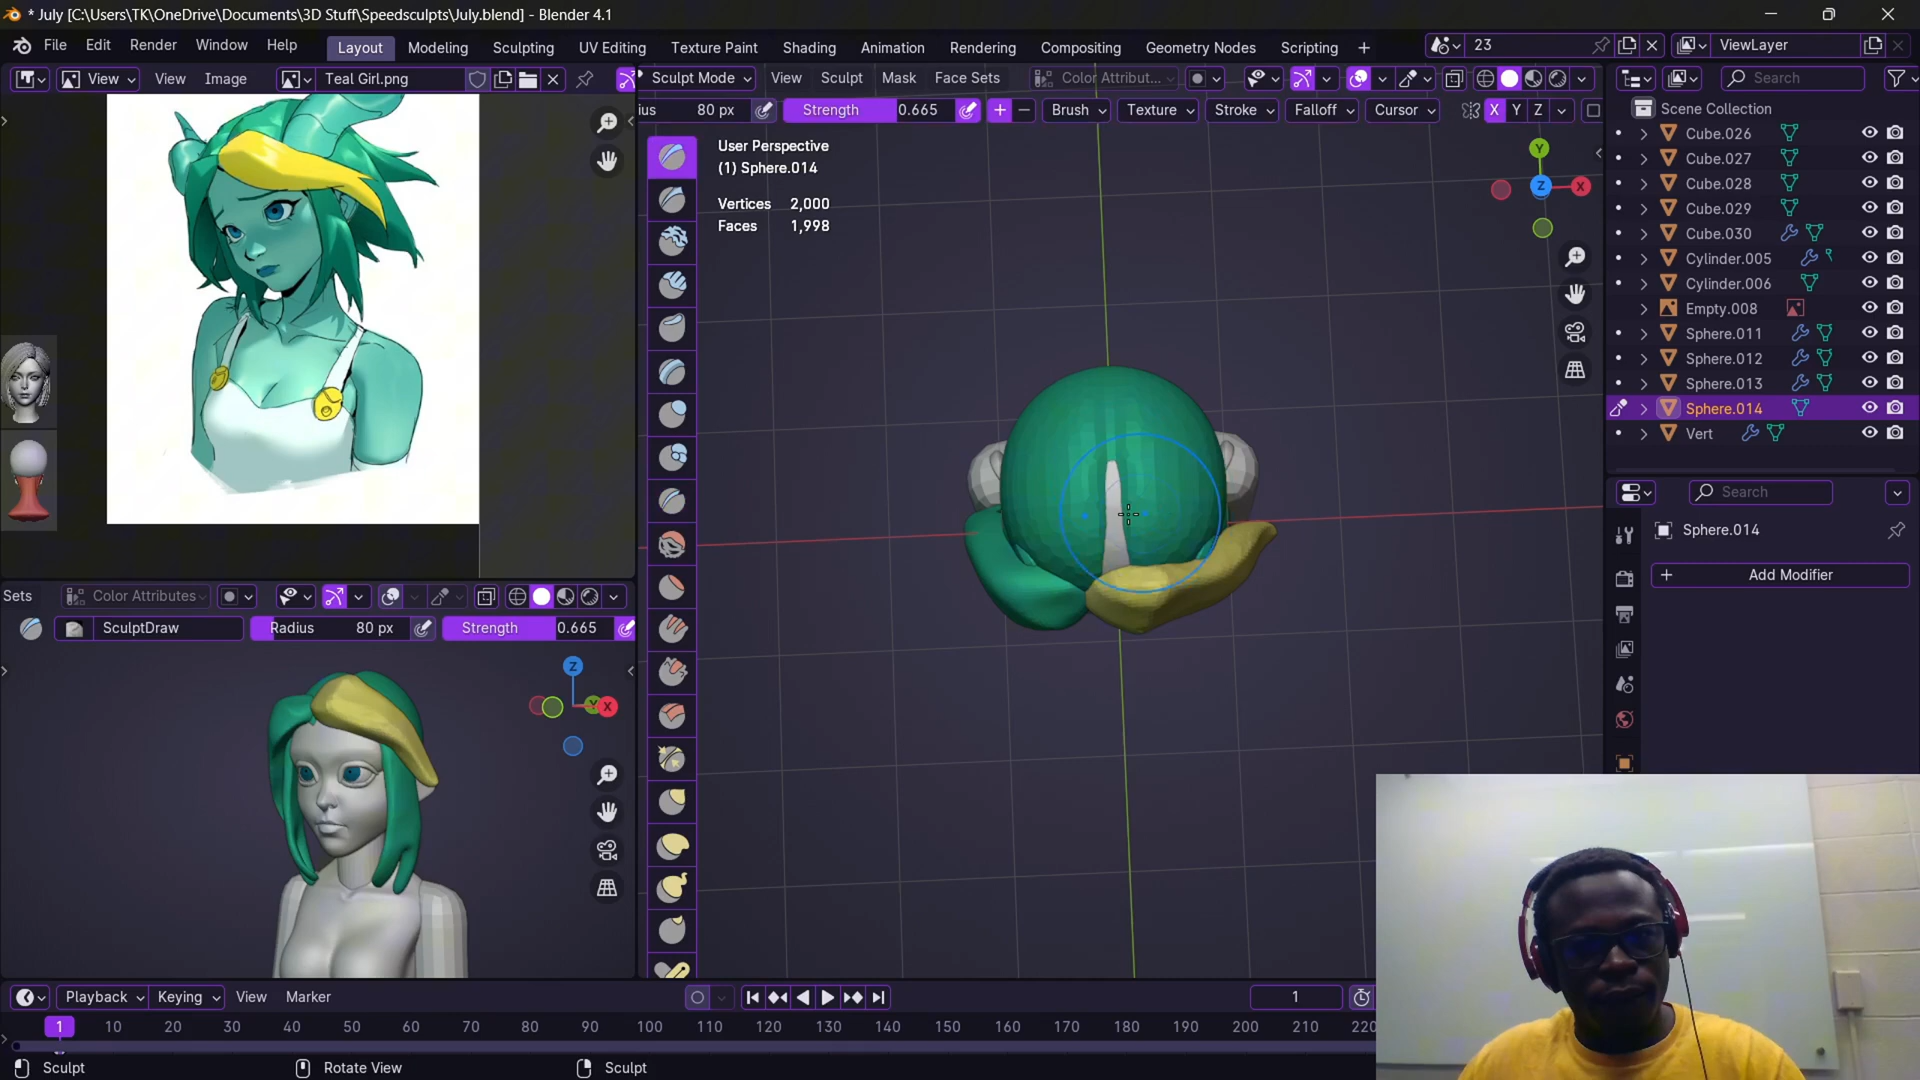 * July [C:\Users\TK\OneDrive\Documents\3D Stuff\Speedsculpts\July.blend] - Blender 4.1
File Edit Render Window Help Layout Modeling Sculpting UV Editing Texture Paint Shading Animation Rendering Compositing Geometry Nodes Scripting + 23 ViewLayer
View View Image Teal Girl.png Sculpt Mode View Sculpt Mask Face Sets Color Attribut... Search
ius 80 px Strength 0.665 Brush Texture Stroke Falloff Cursor X Y Z
Scene Collection
Cube.026
Cube.027
Cube.028
Cube.029
Cube.030
Cylinder.005
Cylinder.006
Empty.008
Sphere.011
Sphere.012
Sphere.013
Sphere.014
Vert
User Perspective
(1) Sphere.014
Vertices 2,000
Faces 1,998
Y
Z X
Search
Sphere.014
+ Add Modifier
Sets Color Attributes
SculptDraw Radius 80 px Strength 0.665
Z
Y X
Playback Keying View Marker 1
1 10 20 30 40 50 60 70 80 90 100 110 120 130 140 150 160 170 180 190 200 210 220
Sculpt Rotate View Sculpt